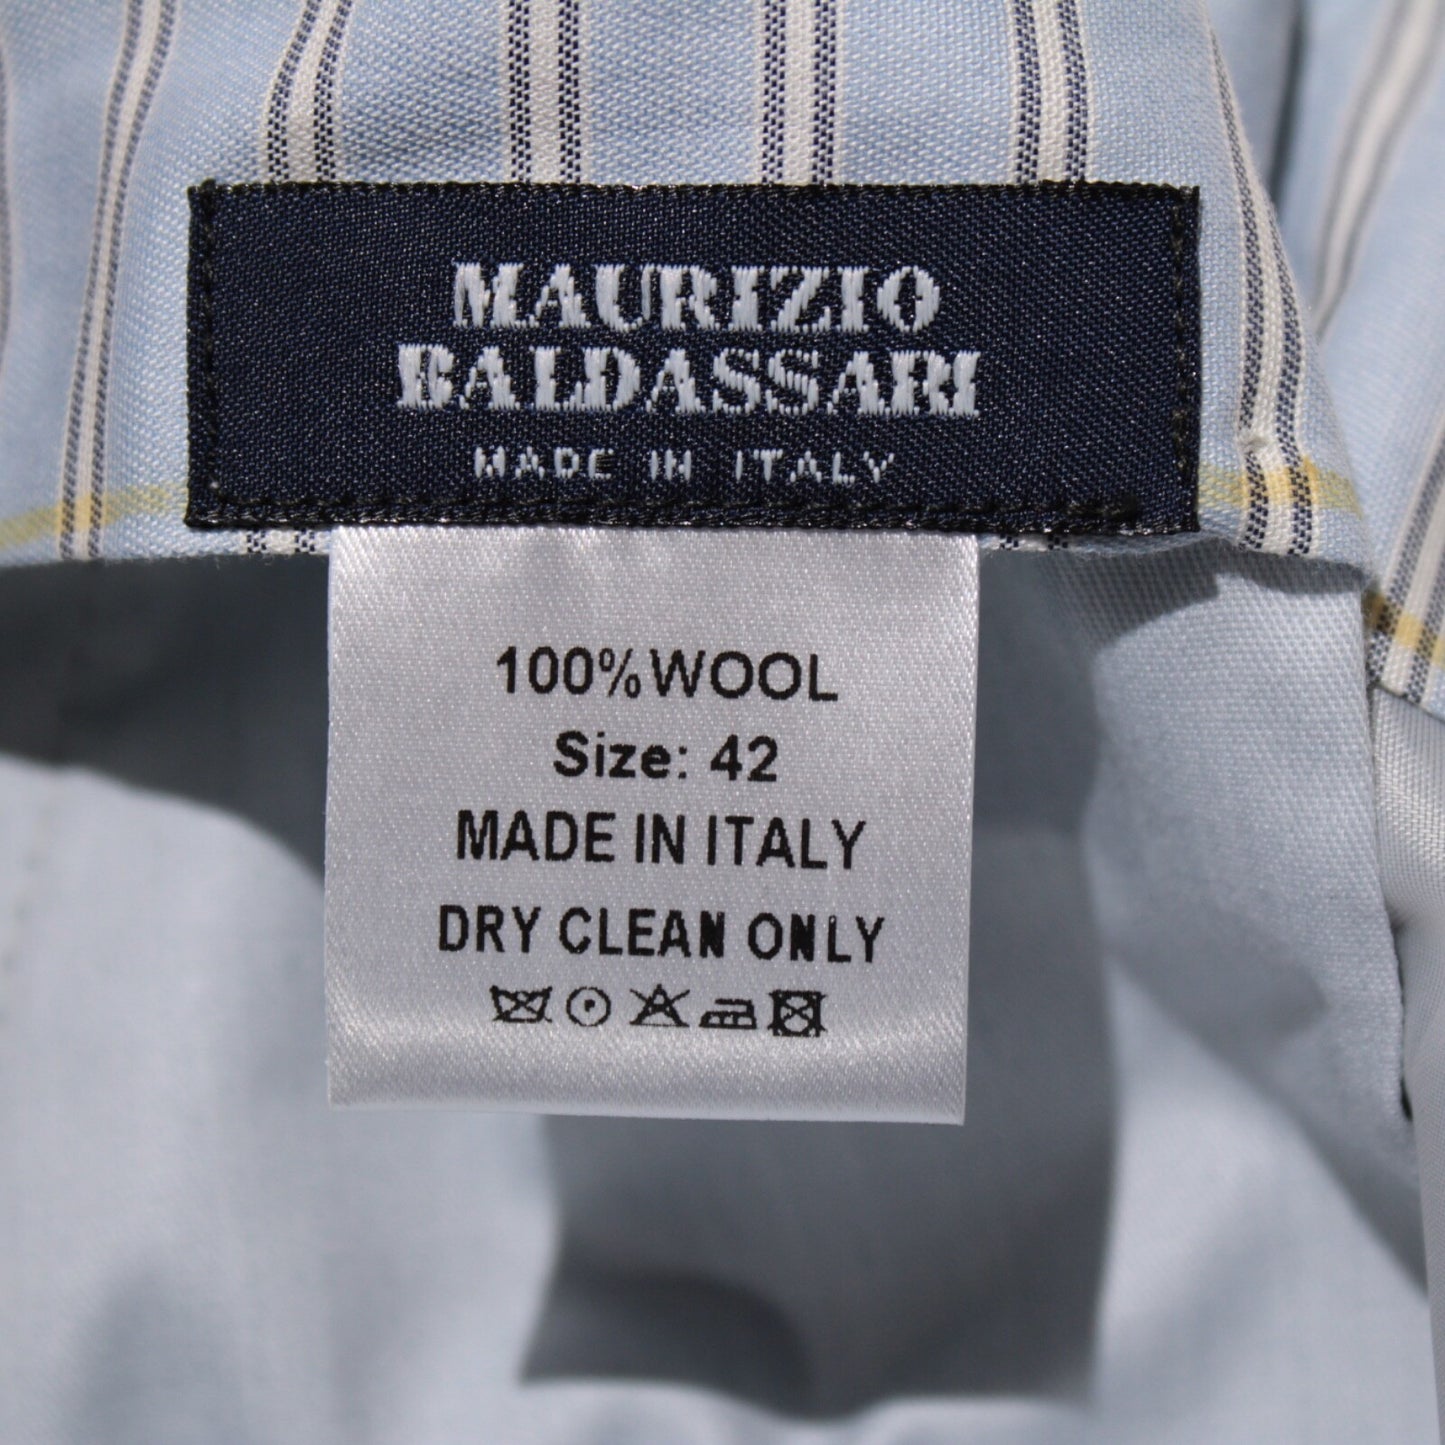 MAURIZIO
BALDASSARI
MADE IN ITALY
100% WOOL
Size: 42
MADE IN ITALY
DRY CLEAN ONLY
P